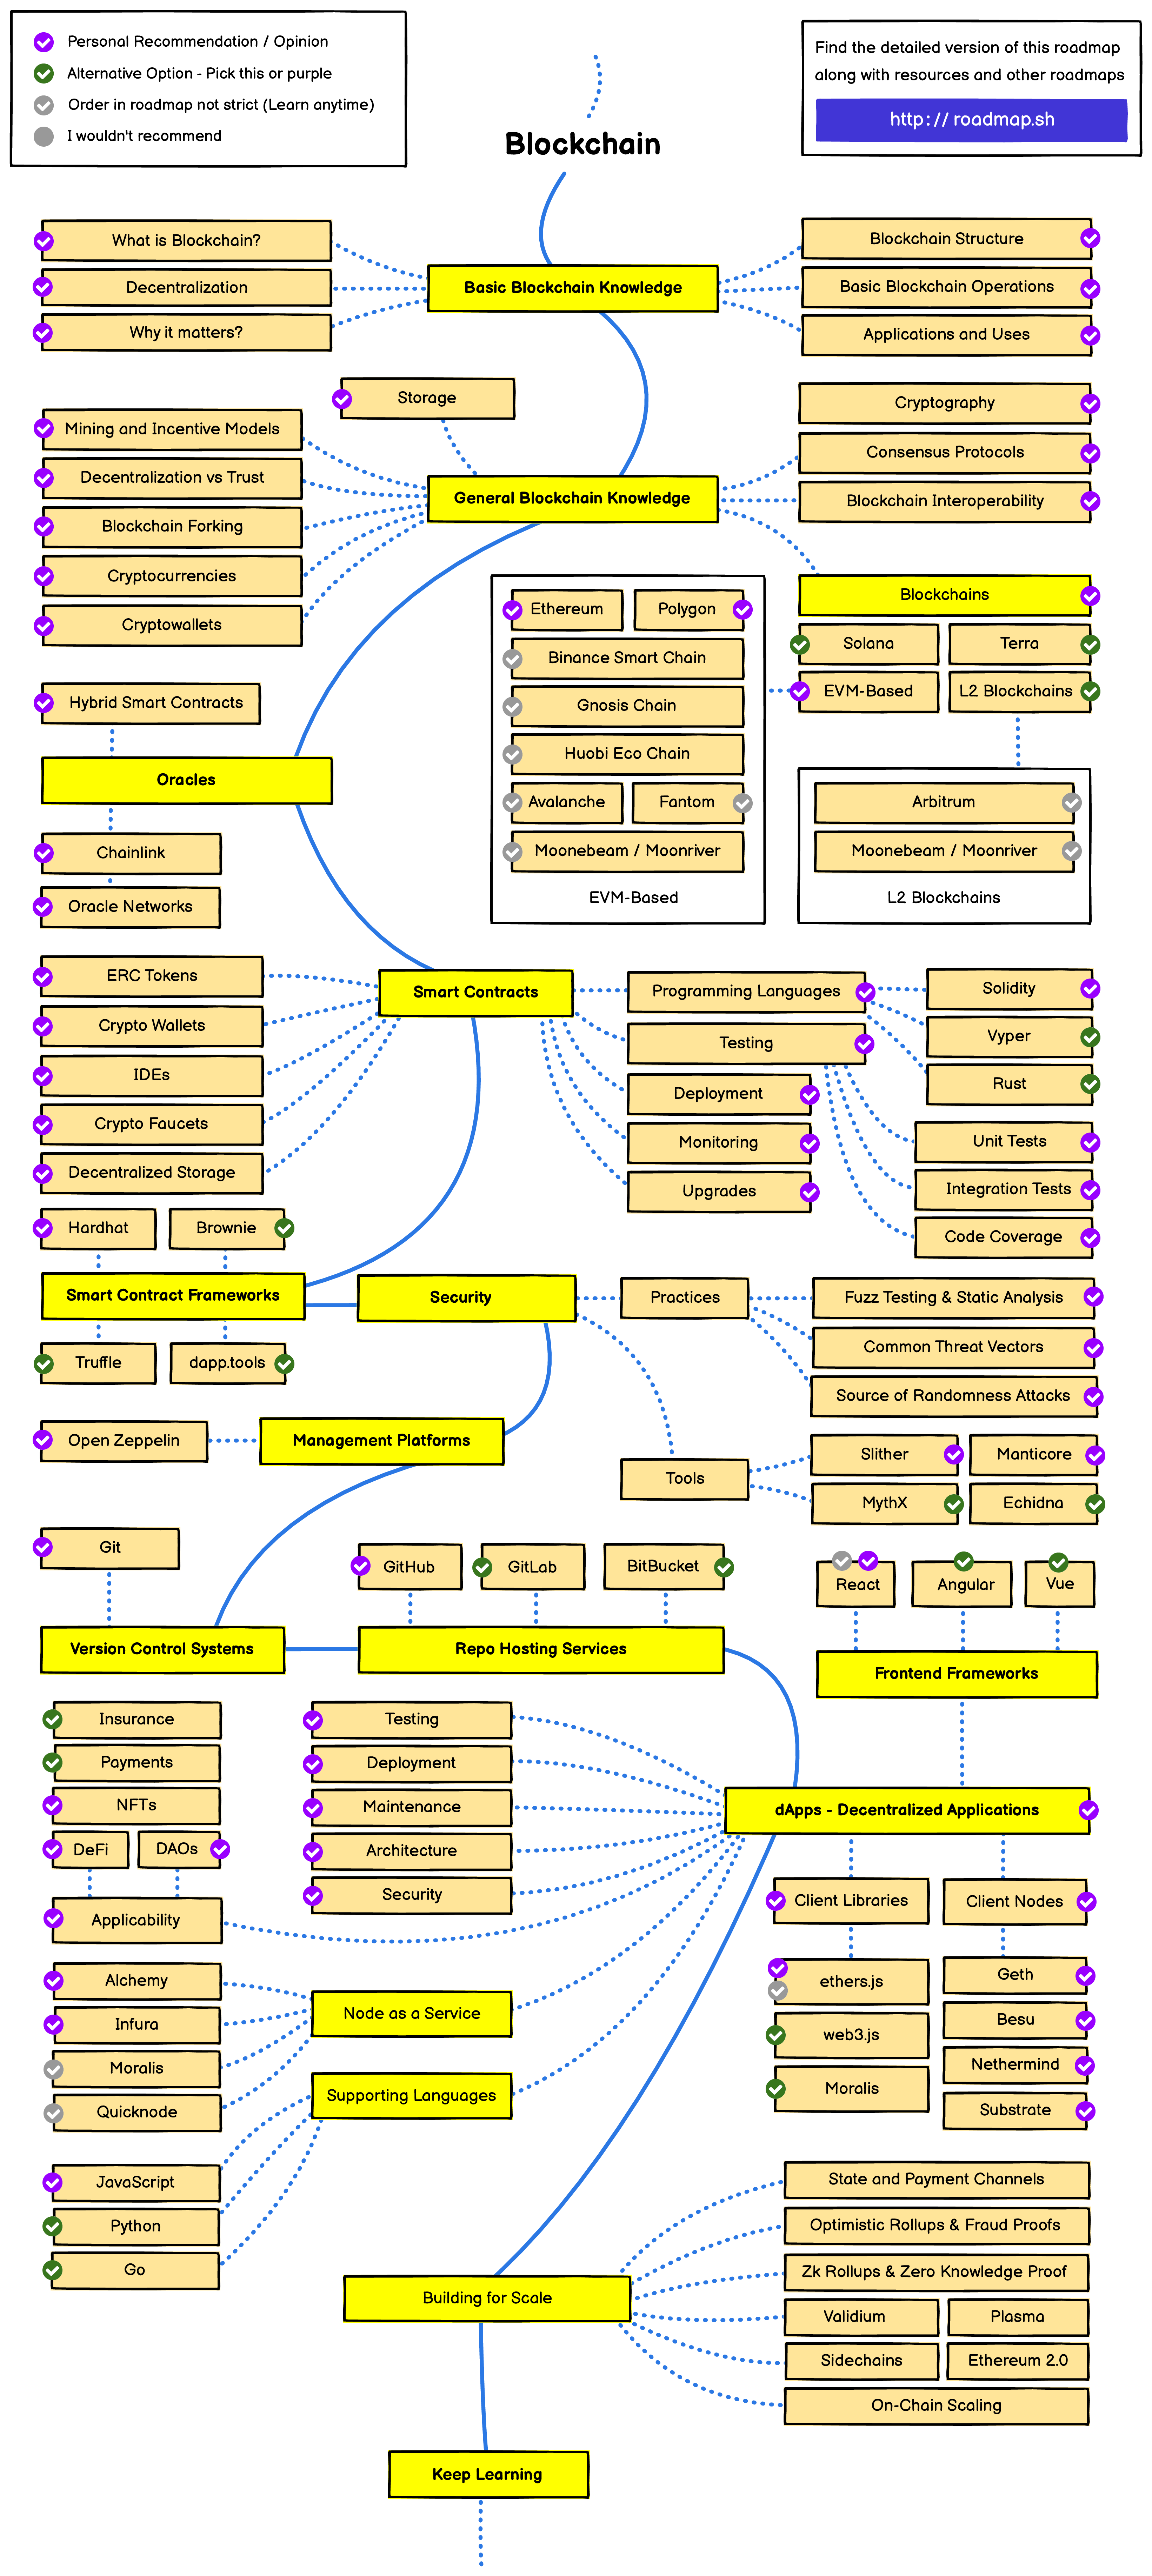 Personal Recommendation / Opinion
Alternative Option - Pick this or purple
Order in roadmap not strict (Learn anytime)
I wouldn't recommend
Find the detailed version of this roadmap
along with resources and other roadmaps
http://roadmap.sh
Blockchain
What is Blockchain?
Decentralization
Why it matters?
Basic Blockchain Knowledge
Blockchain Structure
Basic Blockchain Operations
Applications and Uses
Storage
Mining and Incentive Models
Decentralization vs Trust
Blockchain Forking
Cryptocurrencies
Cryptowallets
General Blockchain Knowledge
Cryptography
Consensus Protocols
Blockchain Interoperability
Blockchains
Solana
Terra
EVM-Based
L2 Blockchains
Ethereum
Polygon
Binance Smart Chain
Gnosis Chain
Huobi Eco Chain
Avalanche
Fantom
Moonebeam / Moonriver
EVM-Based
Arbitrum
Moonebeam / Moonriver
L2 Blockchains
Hybrid Smart Contracts
Oracles
Chainlink
Oracle Networks
ERC Tokens
Crypto Wallets
IDEs
Crypto Faucets
Decentralized Storage
Smart Contracts
Programming Languages
Testing
Deployment
Monitoring
Upgrades
Solidity
Vyper
Rust
Unit Tests
Integration Tests
Code Coverage
Hardhat
Brownie
Smart Contract Frameworks
Truffle
dapp.tools
Security
Practices
Fuzz Testing & Static Analysis
Common Threat Vectors
Source of Randomness Attacks
Tools
Slither
Manticore
MythX
Echidna
Open Zeppelin
Management Platforms
Git
Version Control Systems
GitHub
GitLab
BitBucket
Repo Hosting Services
React
Angular
Vue
Frontend Frameworks
Insurance
Payments
NFTs
DeFi
DAOs
Applicability
Testing
Deployment
Maintenance
Architecture
Security
dApps - Decentralized Applications
Client Libraries
Client Nodes
ethers.js
web3.js
Moralis
Geth
Besu
Nethermind
Substrate
Alchemy
Infura
Moralis
Quicknode
Node as a Service
Supporting Languages
JavaScript
Python
Go
Building for Scale
State and Payment Channels
Optimistic Rollups & Fraud Proofs
Zk Rollups & Zero Knowledge Proof
Validium
Plasma
Sidechains
Ethereum 2.0
On-Chain Scaling
Keep Learning